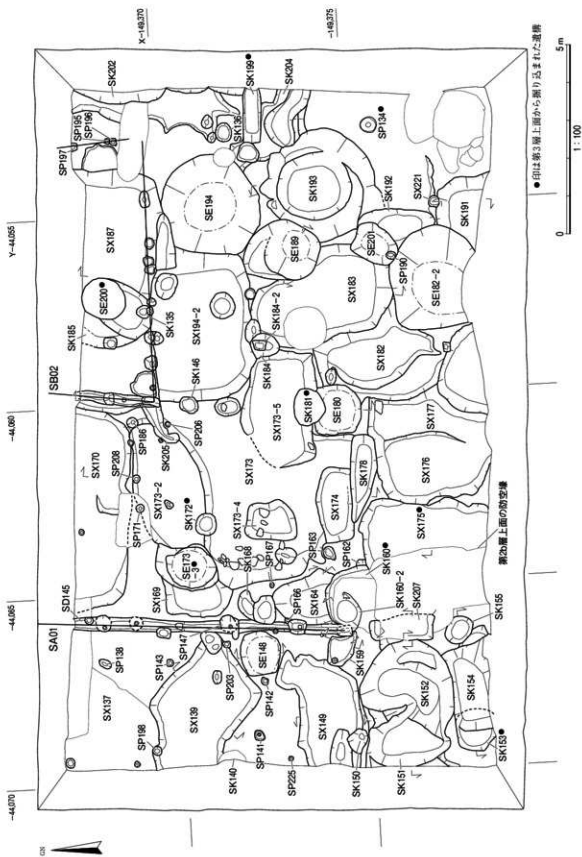 X-149,370
-149,375
Y-44,055
-44,060
-44,065
-44,070
SK202
SP195
SP196
SP197
SK199●
SK204
SK136
SP134●
SE194
SK193
SK192
SX221
SK191
SX187
SE189
SE201
SP190
SE182-2
SE200●
SK185
SK135
SX194-2
SK146
SK184-2
SK184
SX183
SX182
SB02
SX173-5
SK181●
SE180
SX170
SP208
SP186
SK205
SP206
SX173
SX177
SX176
SK178
SX173-2
SP171
SK172●
SX173-4
SX174
SX175●
SE173
-3●
SK168
SP167
SP163
SP162
SK160●
SD145
SX169
SP166
SX164
SK160-2
SK207
SK155
第2b層上面の防空壕
SA01
SP138
SP143
SP147
SP203
SE148
SP142
SK159
SX137
SX139
SP198
SK140
SP141
SP225
SX149
SK150
SK151
SK152
SK154
SK153●
●印は第3層上面から掘り込まれた遺構
0
5m
1：100